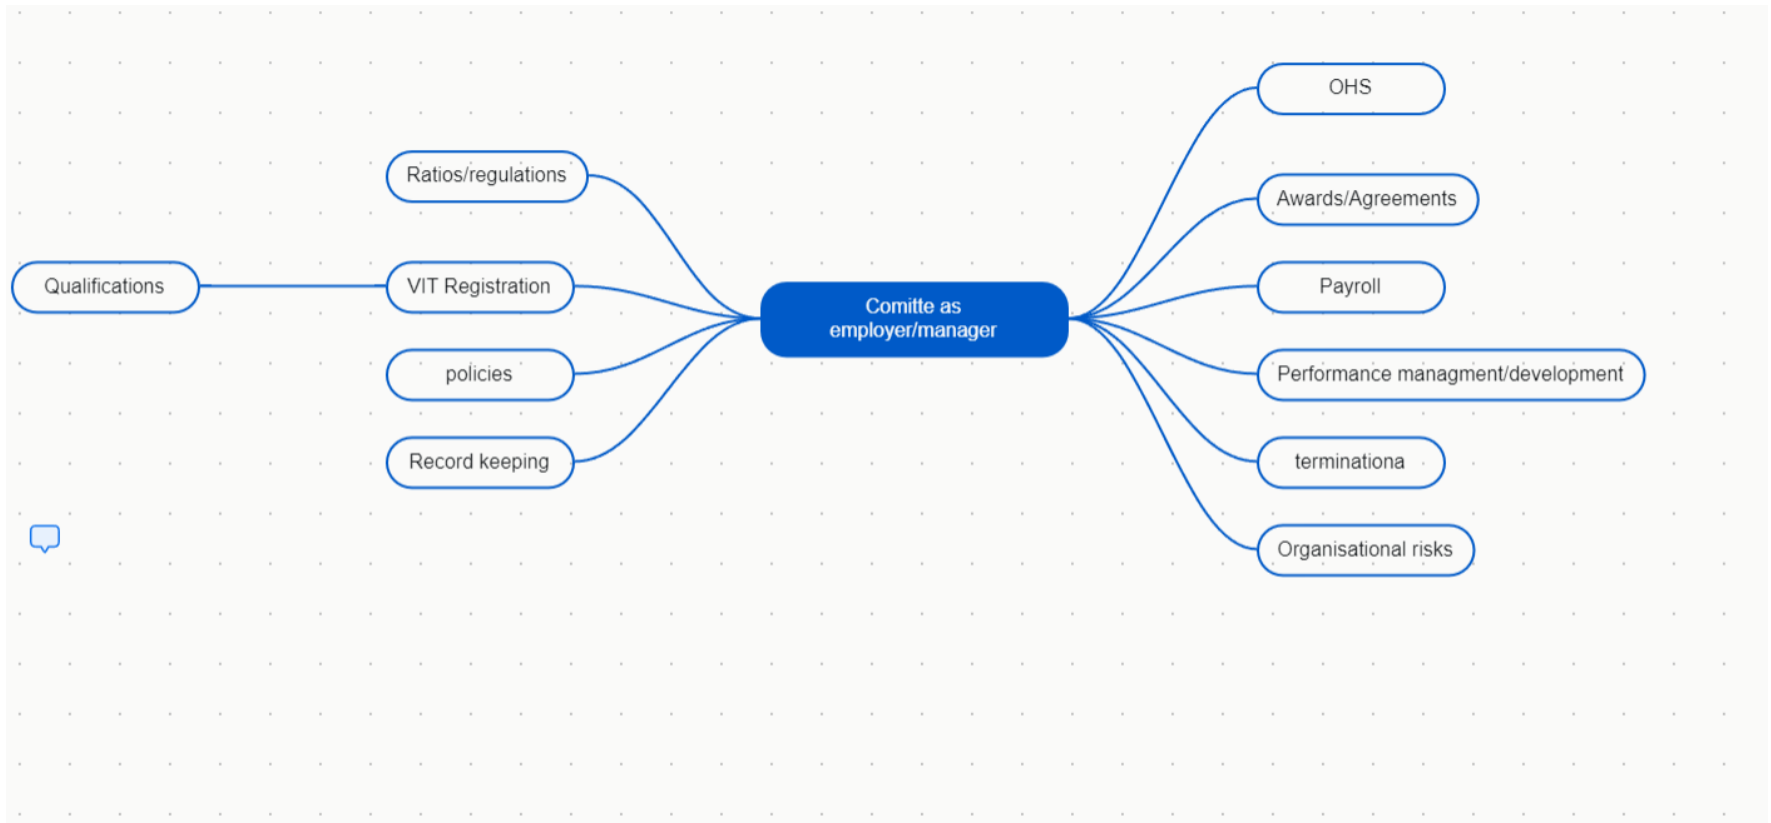 OHS
Ratios/regulations
Awards/Agreements
Qualifications
VIT Registration
Payroll
Comitte as
employer/manager
policies
Performance managment/development
Record keeping
terminationa
Organisational risks